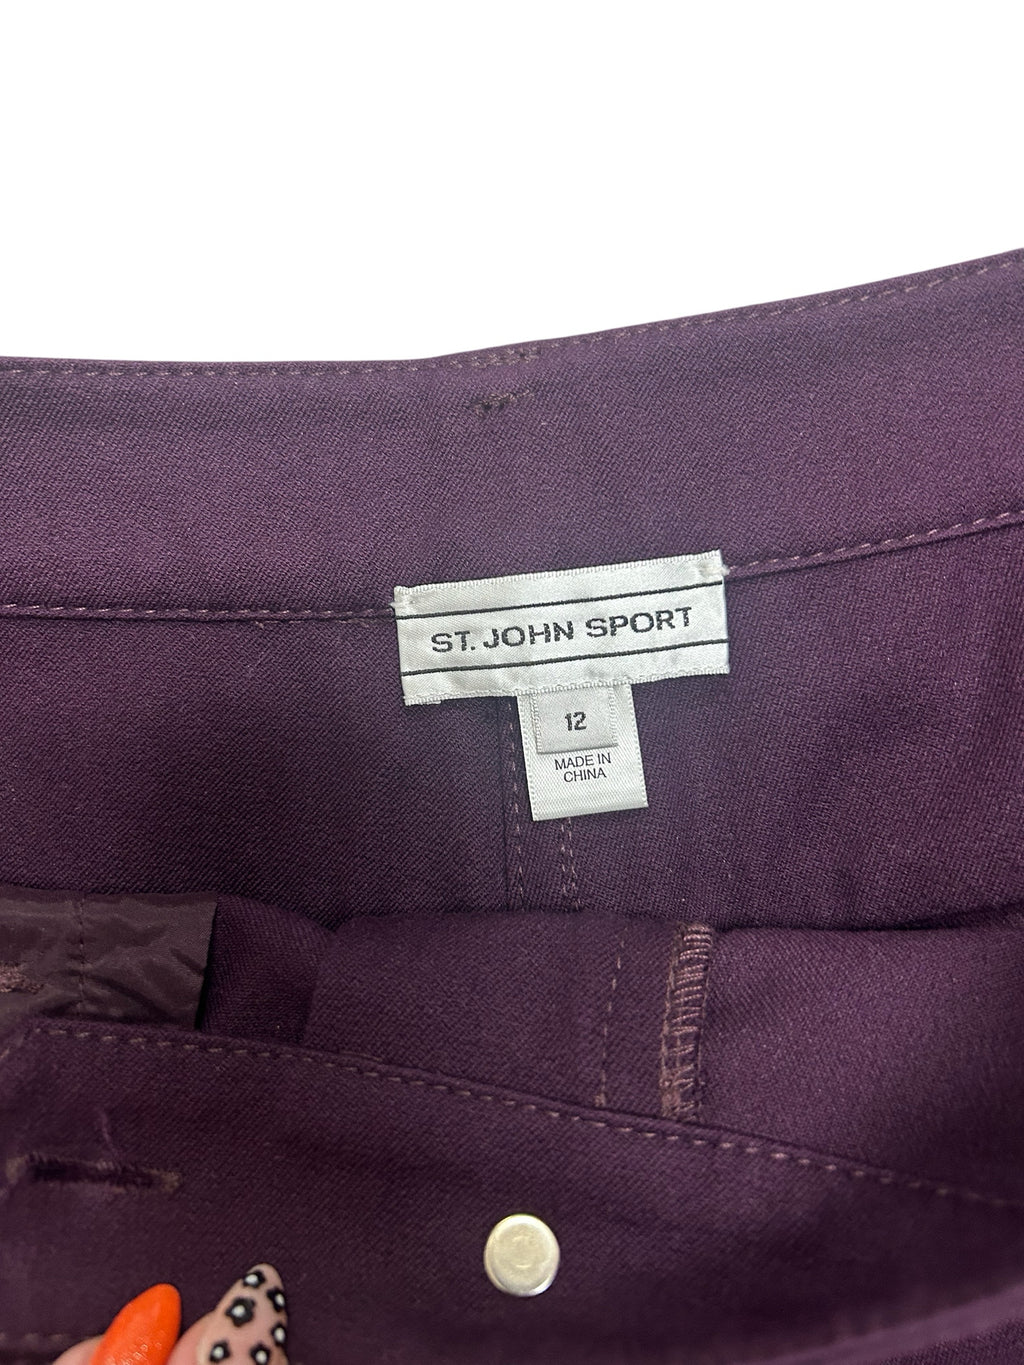 ST. JOHN SPORT
12
MADE IN
CHINA